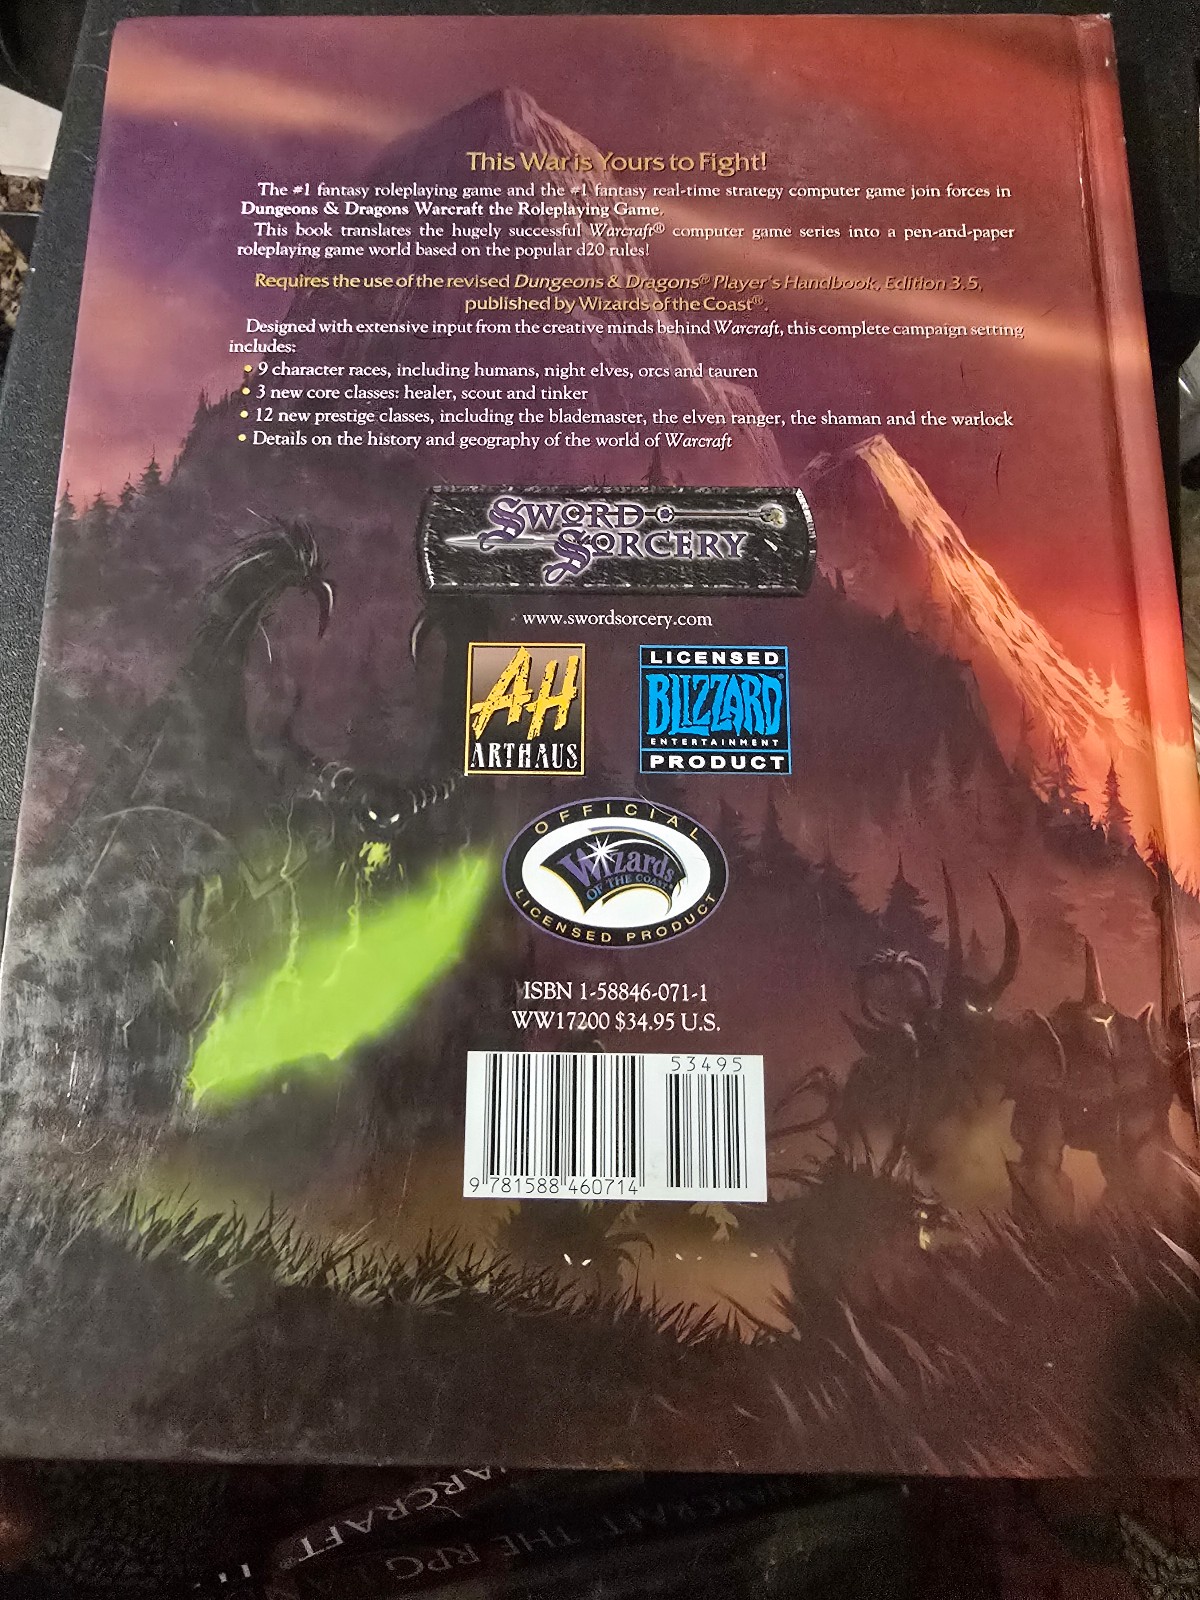 This War is Yours to Fight!
The #1 fantasy roleplaying game and the #1 fantasy real-time strategy computer game join forces in
Dungeons & Dragons Warcraft the Roleplaying Game.
This book translates the hugely successful Warcraft® computer game series into a pen-and-paper
roleplaying game world based on the popular d20 rules!
Requires the use of the revised Dungeons & Dragons® Player's Handbook, Edition 3.5,
published by Wizards of the Coast®.
Designed with extensive input from the creative minds behind Warcraft, this complete campaign setting
includes:
• 9 character races, including humans, night elves, orcs and tauren
• 3 new core classes: healer, scout and tinker
• 12 new prestige classes, including the blademaster, the elven ranger, the shaman and the warlock
• Details on the history and geography of the world of Warcraft
SWORD
SORCERY
www.swordsorcery.com
AH
ARTHAUS
LICENSED
BLIZZARD®
ENTERTAINMENT
PRODUCT
OFFICIAL
Wizards
OF THE COAST®
LICENSED PRODUCT
ISBN 1-58846-071-1
WW17200 $34.95 U.S.
53495
9 781588 460714
WARCRAFT
WARCRAFT THE RPG
THE RPG